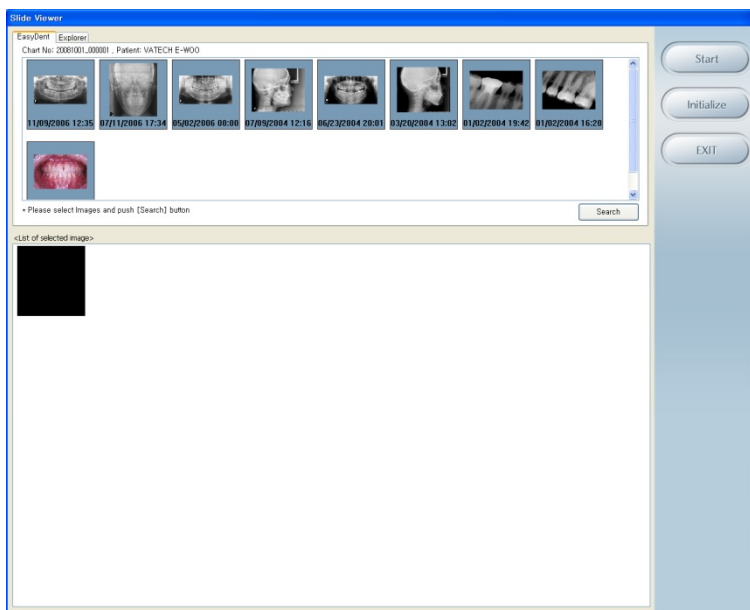 Slide Viewer
EasyDent Explorer
Chart No: 20081001_000001 , Patient: VATECH E-WOO
11/09/2006 12:35 07/11/2006 17:34 05/02/2006 00:00 07/09/2004 12:16 06/23/2004 20:01 03/20/2004 13:02 01/02/2004 19:42 01/02/2004 16:20
* Please select Images and push [Search] button
Search
<List of selected image>
Start
Initialize
EXIT